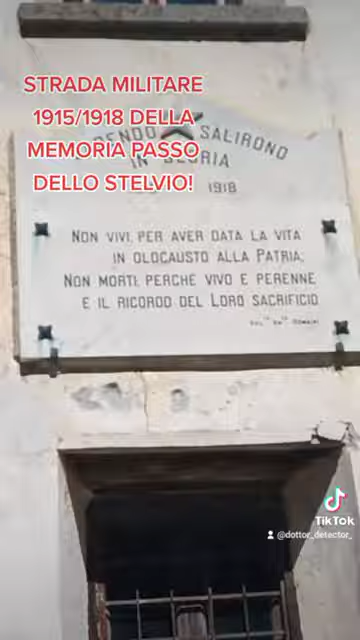 STRADA MILITARE
1915/1918 DELLA
MEMORIA PASSO
DELLO STELVIO!
SALIRONO
IN GLORIA
1918
NON VIVI, PER AVER DATA LA VITA
IN OLOCAUSTO ALLA PATRIA;
NON MORTI, PERCHE VIVO E PERENNE
E IL RICORDO DEL LORO SACRIFICIO
TikTok
@dottor_detector_